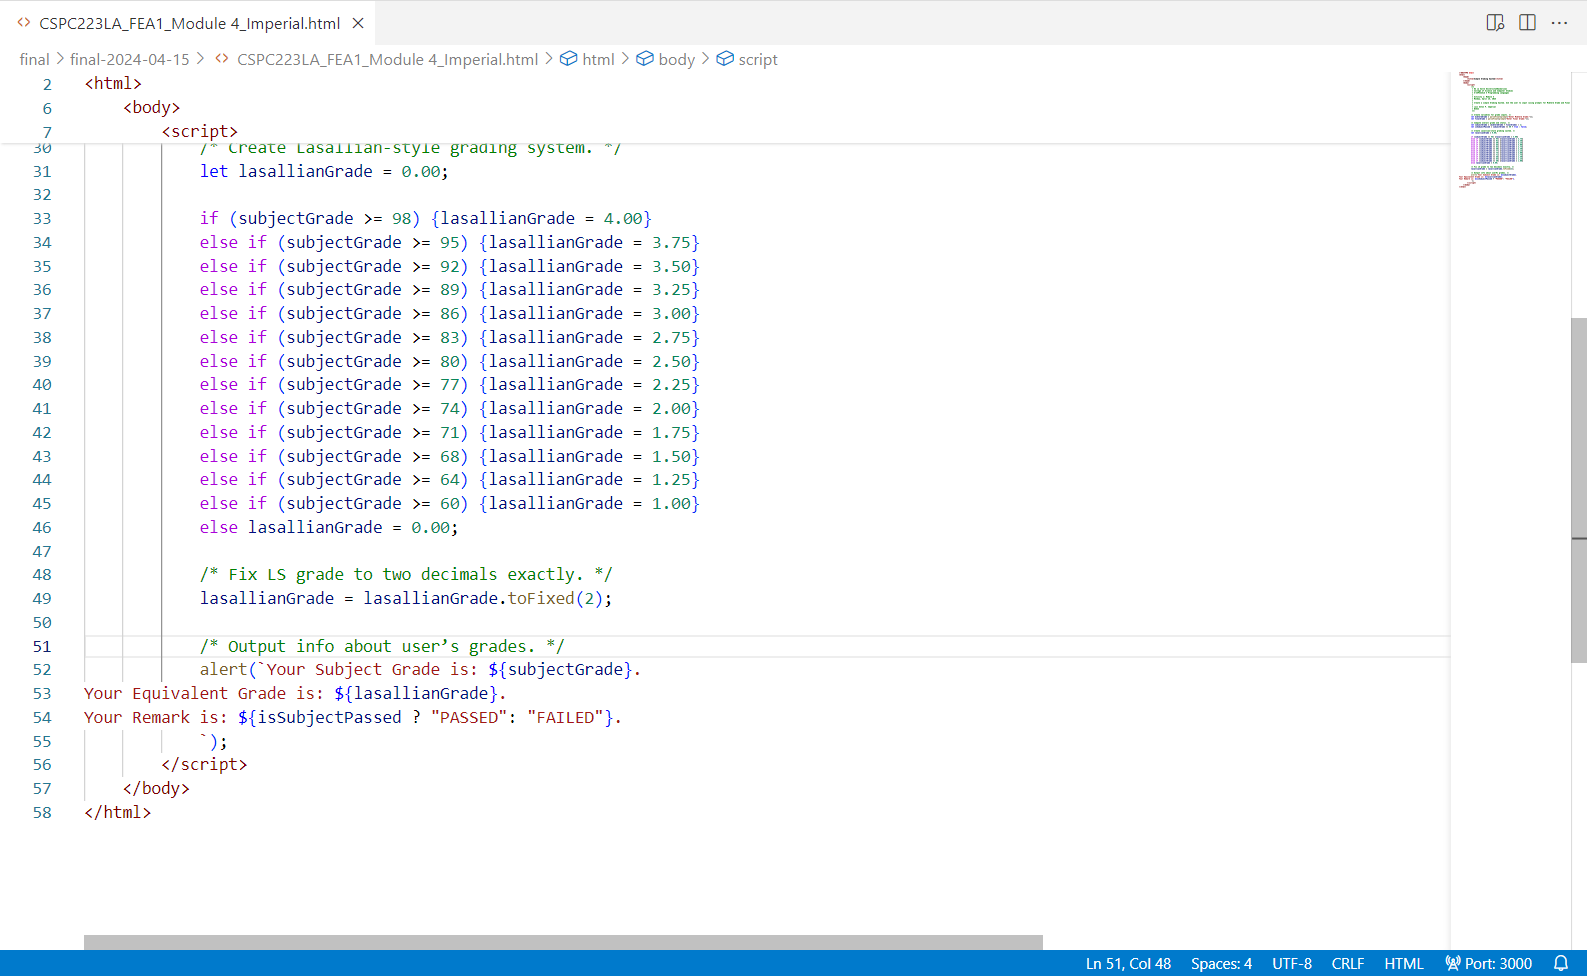 CSPC223LA_FEA1_Module 4_Imperial.html
final > final-2024-04-15 > CSPC223LA_FEA1_Module 4_Imperial.html > html > body > script
2 <html>
6 <body>
7 <script>
30 /* Create Lasallian-style grading system. */
31 let lasallianGrade = 0.00;
32
33 if (subjectGrade >= 98) {lasallianGrade = 4.00}
34 else if (subjectGrade >= 95) {lasallianGrade = 3.75}
35 else if (subjectGrade >= 92) {lasallianGrade = 3.50}
36 else if (subjectGrade >= 89) {lasallianGrade = 3.25}
37 else if (subjectGrade >= 86) {lasallianGrade = 3.00}
38 else if (subjectGrade >= 83) {lasallianGrade = 2.75}
39 else if (subjectGrade >= 80) {lasallianGrade = 2.50}
40 else if (subjectGrade >= 77) {lasallianGrade = 2.25}
41 else if (subjectGrade >= 74) {lasallianGrade = 2.00}
42 else if (subjectGrade >= 71) {lasallianGrade = 1.75}
43 else if (subjectGrade >= 68) {lasallianGrade = 1.50}
44 else if (subjectGrade >= 64) {lasallianGrade = 1.25}
45 else if (subjectGrade >= 60) {lasallianGrade = 1.00}
46 else lasallianGrade = 0.00;
47
48 /* Fix LS grade to two decimals exactly. */
49 lasallianGrade = lasallianGrade.toFixed(2);
50
51 /* Output info about user’s grades. */
52 alert(`Your Subject Grade is: ${subjectGrade}.
53 Your Equivalent Grade is: ${lasallianGrade}.
54 Your Remark is: ${isSubjectPassed ? "PASSED": "FAILED"}.
55 `);
56 </script>
57 </body>
58 </html>
Ln 51, Col 48 Spaces: 4 UTF-8 CRLF HTML Port: 3000